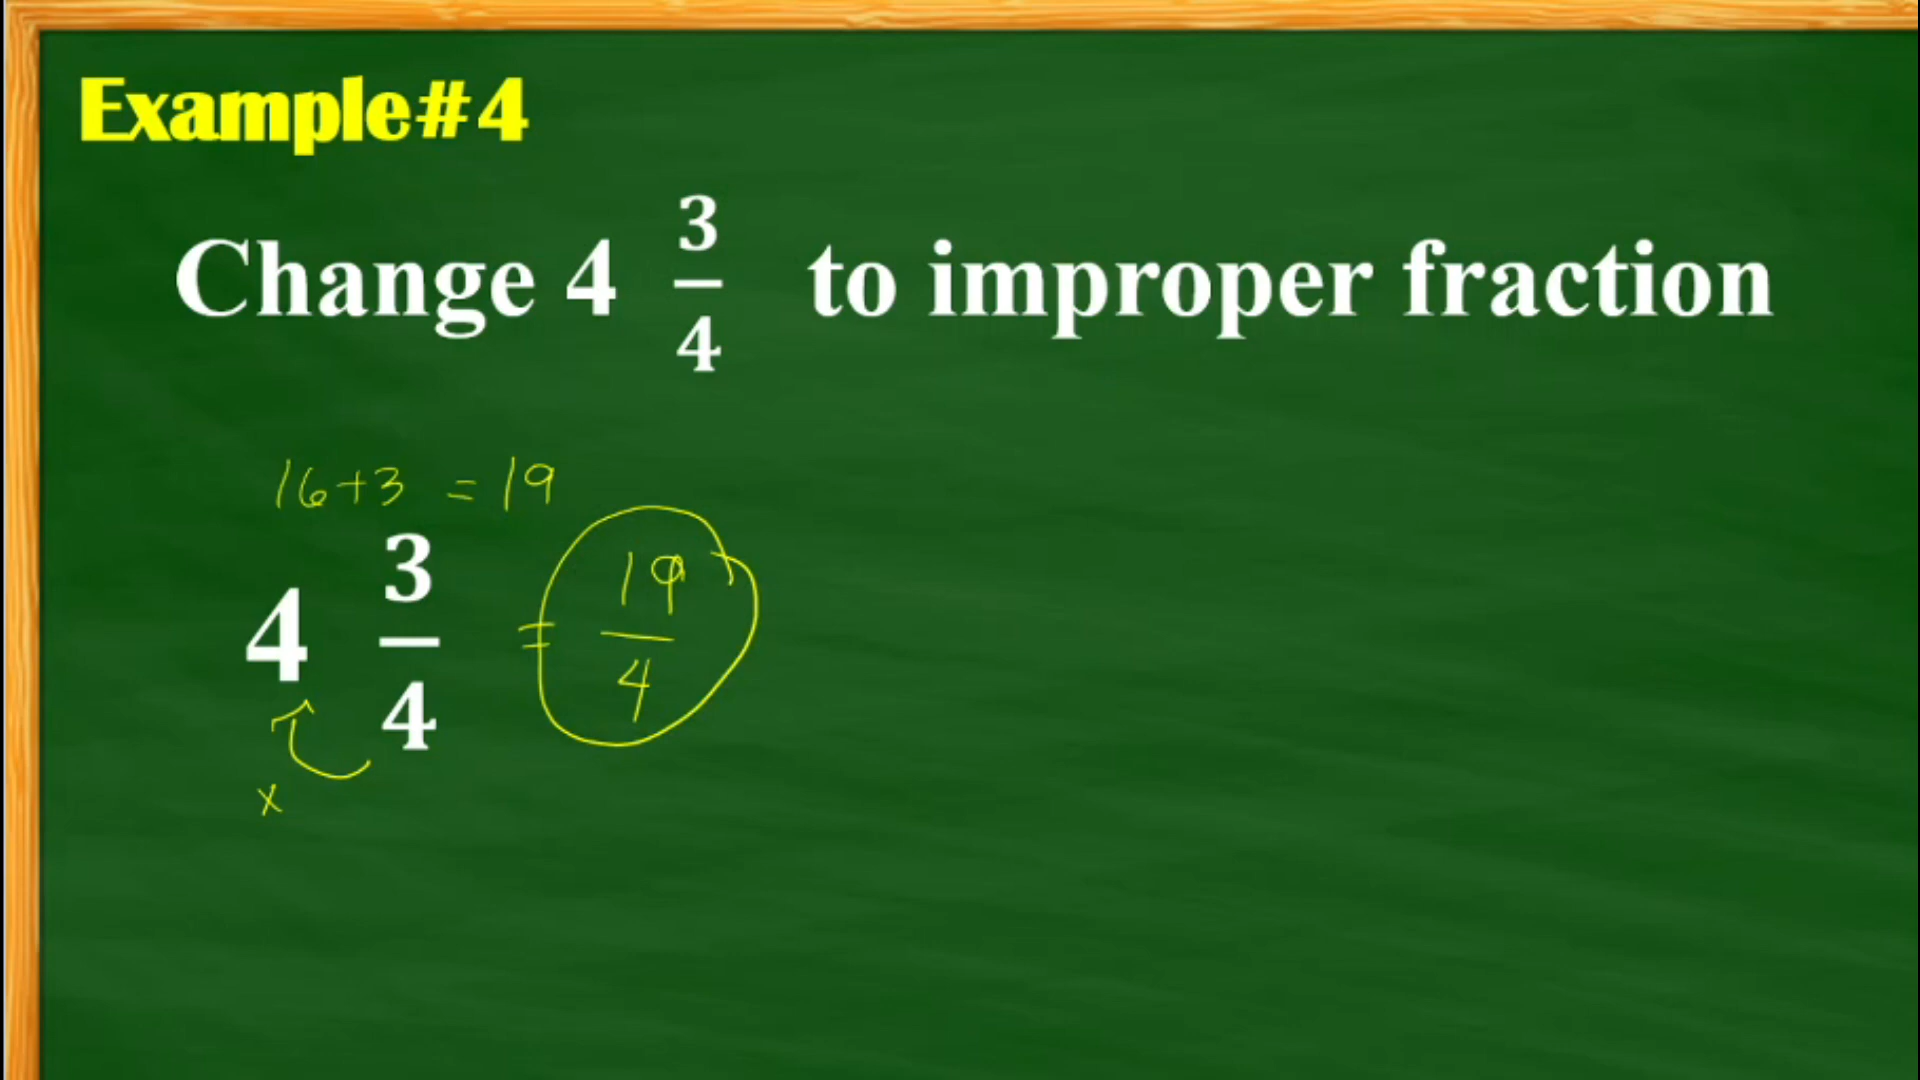 Example#4
Change 4 3/4 to improper fraction
16+3 = 19
4 3/4 = 19/4
x